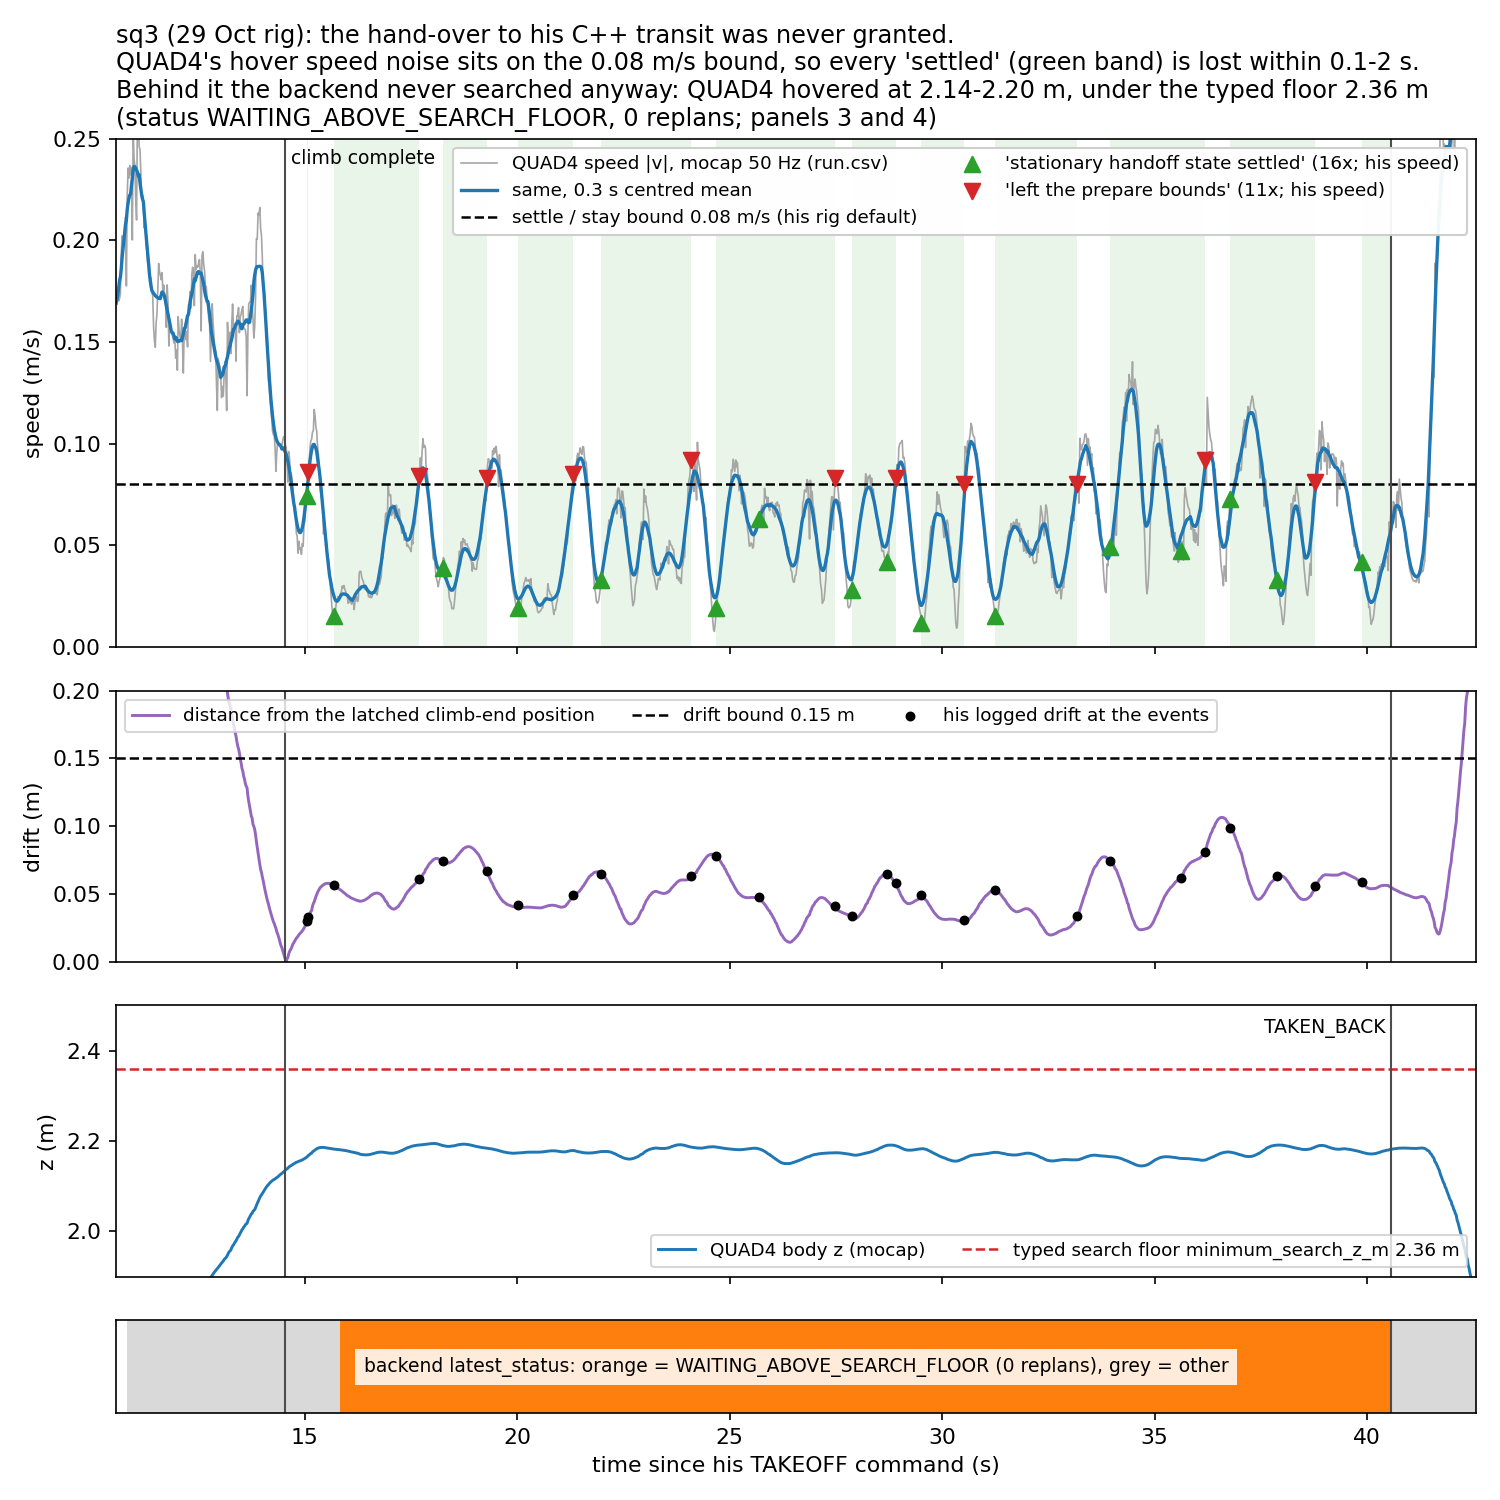 sq3 (29 Oct rig): the hand-over to his C++ transit was never granted.
QUAD4's hover speed noise sits on the 0.08 m/s bound, so every 'settled' (green band) is lost within 0.1-2 s.
Behind it the backend never searched anyway: QUAD4 hovered at 2.14-2.20 m, under the typed floor 2.36 m
(status WAITING_ABOVE_SEARCH_FLOOR, 0 replans; panels 3 and 4)
climb complete
QUAD4 speed |v|, mocap 50 Hz (run.csv)
same, 0.3 s centred mean
settle / stay bound 0.08 m/s (his rig default)
'stationary handoff state settled' (16x; his speed)
'left the prepare bounds' (11x; his speed)
speed (m/s)
0.25
0.20
0.15
0.10
0.05
0.00
distance from the latched climb-end position
drift bound 0.15 m
his logged drift at the events
drift (m)
0.20
0.15
0.10
0.05
0.00
TAKEN_BACK
z (m)
2.4
2.2
2.0
QUAD4 body z (mocap)
typed search floor minimum_search_z_m 2.36 m
backend latest_status: orange = WAITING_ABOVE_SEARCH_FLOOR (0 replans), grey = other
15
20
25
30
35
40
time since his TAKEOFF command (s)